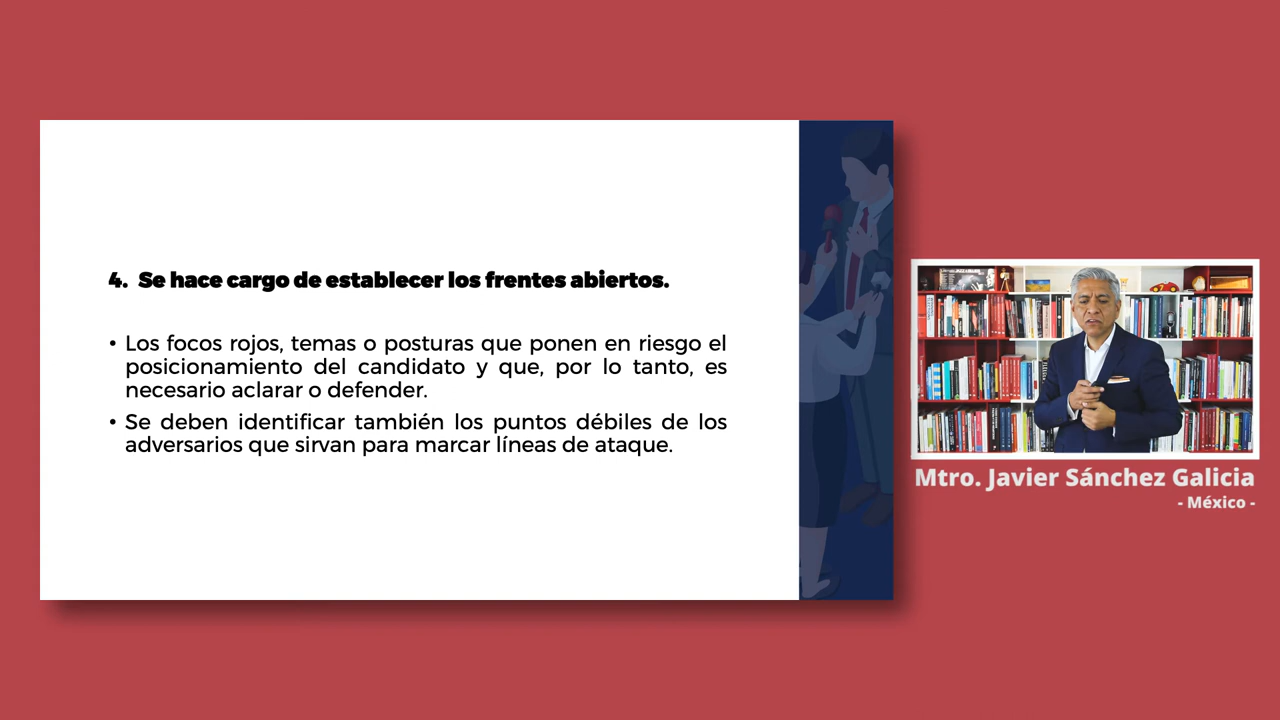 4. Se hace cargo de establecer los frentes abiertos.
• Los focos rojos, temas o posturas que ponen en riesgo el
posicionamiento del candidato y que, por lo tanto, es
necesario aclarar o defender.
• Se deben identificar también los puntos débiles de los
adversarios que sirvan para marcar líneas de ataque.
Mtro. Javier Sánchez Galicia
- México -